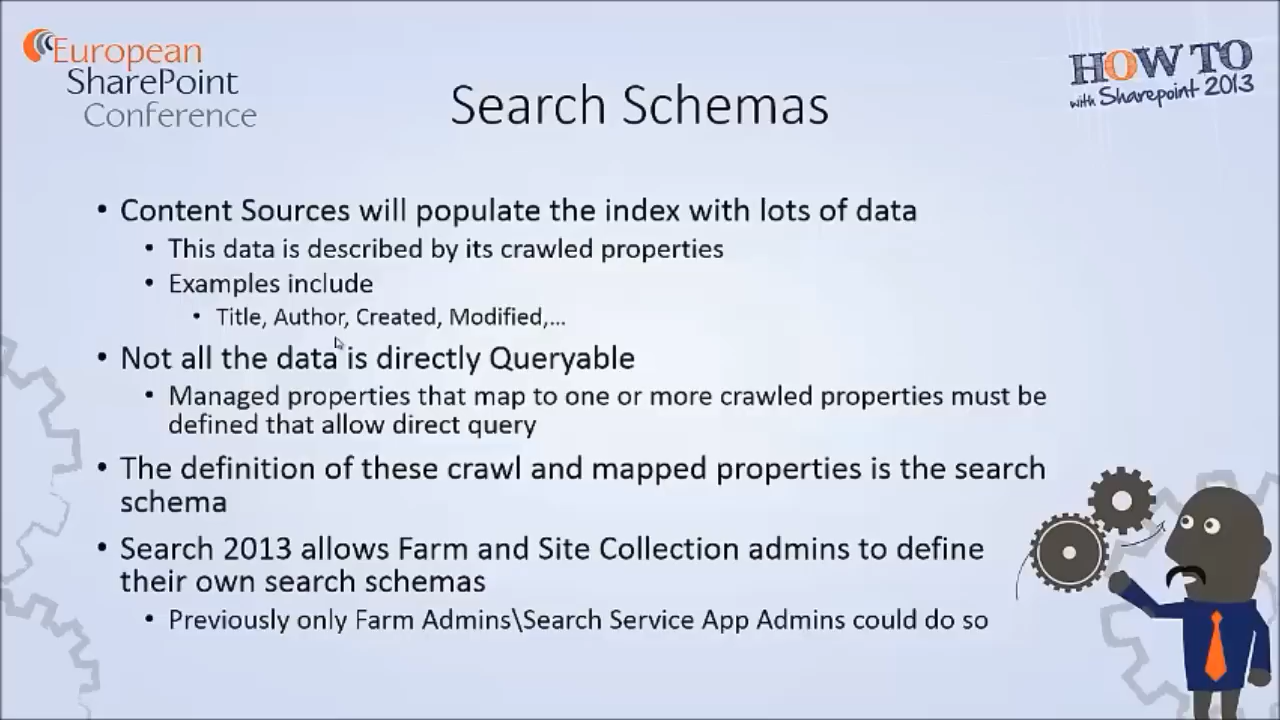 European
SharePoint
Conference
HOW TO
with Sharepoint 2013
Search Schemas
• Content Sources will populate the index with lots of data
• This data is described by its crawled properties
• Examples include
• Title, Author, Created, Modified,...
• Not all the data is directly Queryable
• Managed properties that map to one or more crawled properties must be
defined that allow direct query
• The definition of these crawl and mapped properties is the search
schema
• Search 2013 allows Farm and Site Collection admins to define
their own search schemas
• Previously only Farm Admins\Search Service App Admins could do so